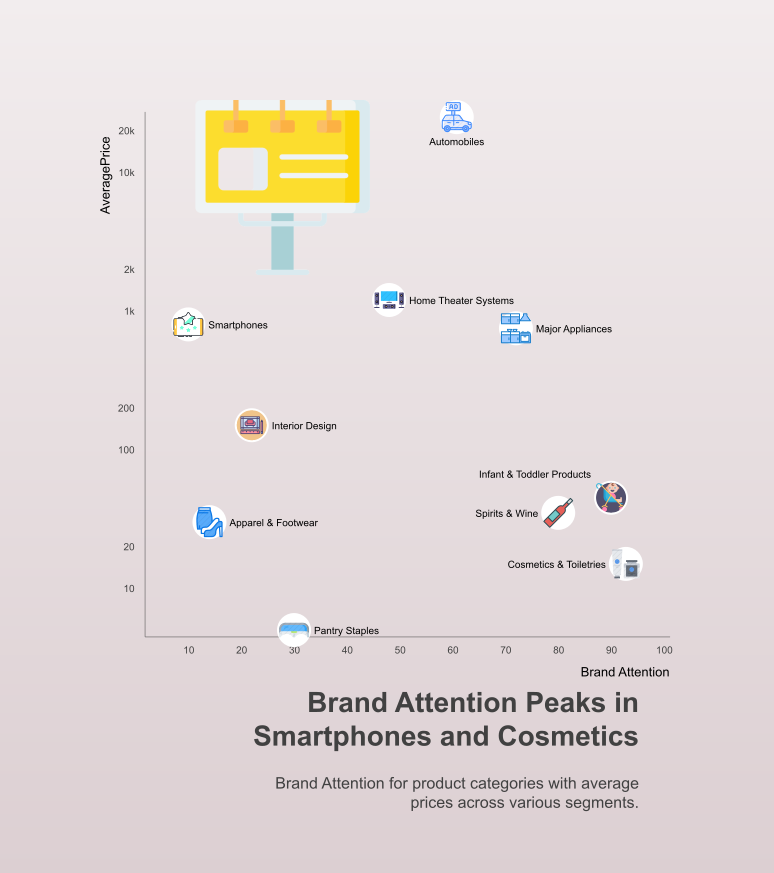 AD
Automobiles
20k
AveragePrice
10k
2k
Home Theater Systems
1k
Smartphones
Major Appliances
200
Interior Design
100
Infant & Toddler Products
Spirits & Wine
Apparel & Footwear
20
Cosmetics & Toiletries
10
Pantry Staples
10 20 30 40 50 60 70 80 90 100
Brand Attention
Brand Attention Peaks in
Smartphones and Cosmetics
Brand Attention for product categories with average
prices across various segments.